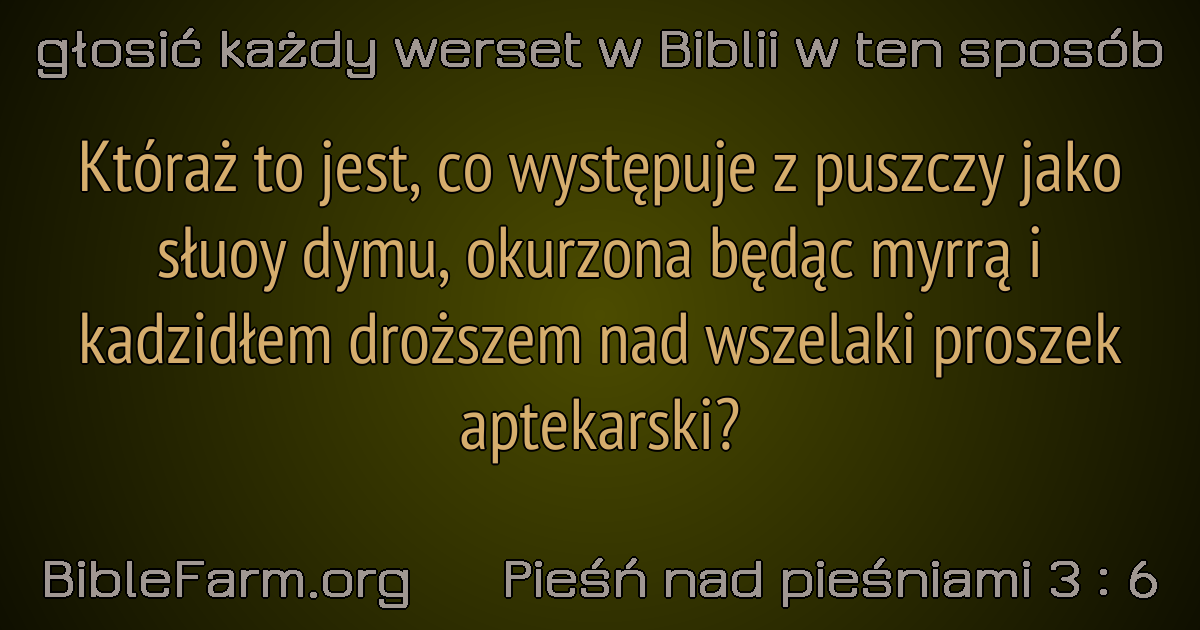 głosić każdy werset w Biblii w ten sposób
Któraż to jest, co występuje z puszczy jako
słuoy dymu, okurzona będąc myrrą i
kadzidłem droższem nad wszelaki proszek
aptekarski?
BibleFarm.org Pieśń nad pieśniami 3 : 6